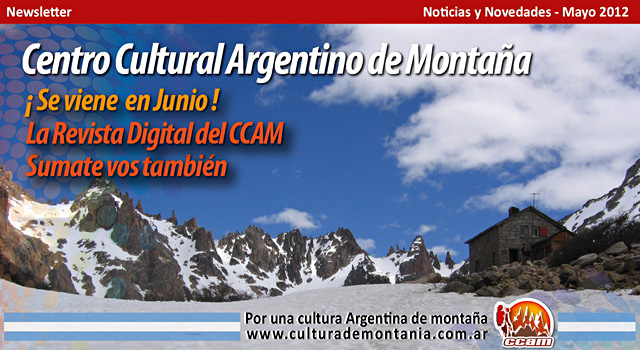 Newsletter
Noticias y Novedades - Mayo 2012
Centro Cultural Argentino de Montaña
¡ Se viene en Junio !
La Revista Digital del CCAM
Sumate vos también
Por una cultura Argentina de montaña
www.culturademontania.com.ar
ccam